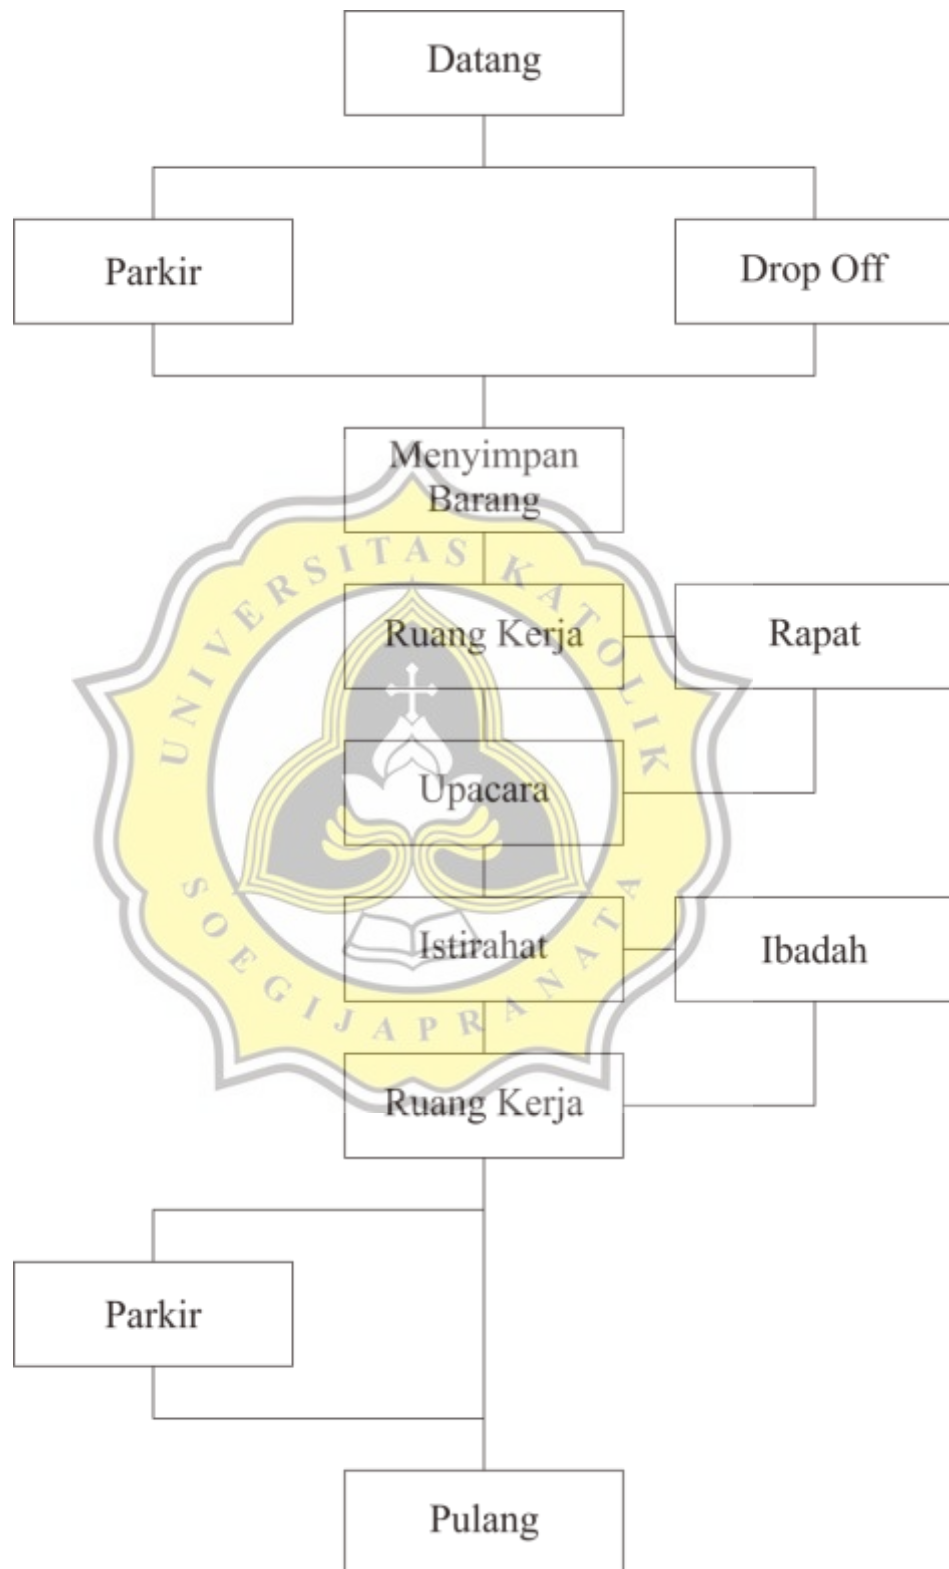 Datang
Parkir
Drop Off
Menyimpan
Barang
UNIVERSITAS KATOLIK
Ruang Kerja
Rapat
Upacara
Istirahat
Ibadah
SOEGIJAPRANATA
Ruang Kerja
Parkir
Pulang